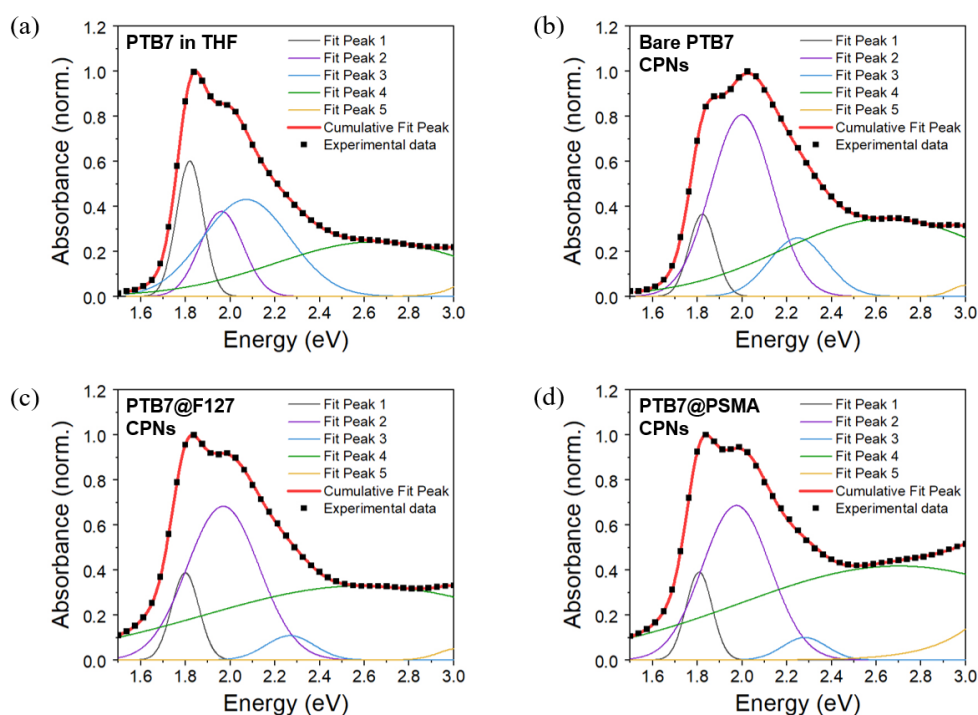 (a)
PTB7 in THF
Fit Peak 1
Fit Peak 2
Fit Peak 3
Fit Peak 4
Fit Peak 5
Cumulative Fit Peak
Experimental data
Absorbance (norm.)
1.2
1.0
0.8
0.6
0.4
0.2
0.0
1.6 1.8 2.0 2.2 2.4 2.6 2.8 3.0
Energy (eV)
(b)
Bare PTB7
CPNs
Fit Peak 1
Fit Peak 2
Fit Peak 3
Fit Peak 4
Fit Peak 5
Cumulative Fit Peak
Experimental data
Absorbance (norm.)
1.2
1.0
0.8
0.6
0.4
0.2
0.0
1.6 1.8 2.0 2.2 2.4 2.6 2.8 3.0
Energy (eV)
(c)
PTB7@F127
CPNs
Fit Peak 1
Fit Peak 2
Fit Peak 3
Fit Peak 4
Fit Peak 5
Cumulative Fit Peak
Experimental data
Absorbance (norm.)
1.2
1.0
0.8
0.6
0.4
0.2
0.0
1.6 1.8 2.0 2.2 2.4 2.6 2.8 3.0
Energy (eV)
(d)
PTB7@PSMA
CPNs
Fit Peak 1
Fit Peak 2
Fit Peak 3
Fit Peak 4
Fit Peak 5
Cumulative Fit Peak
Experimental data
Absorbance (norm.)
1.2
1.0
0.8
0.6
0.4
0.2
0.0
1.6 1.8 2.0 2.2 2.4 2.6 2.8 3.0
Energy (eV)